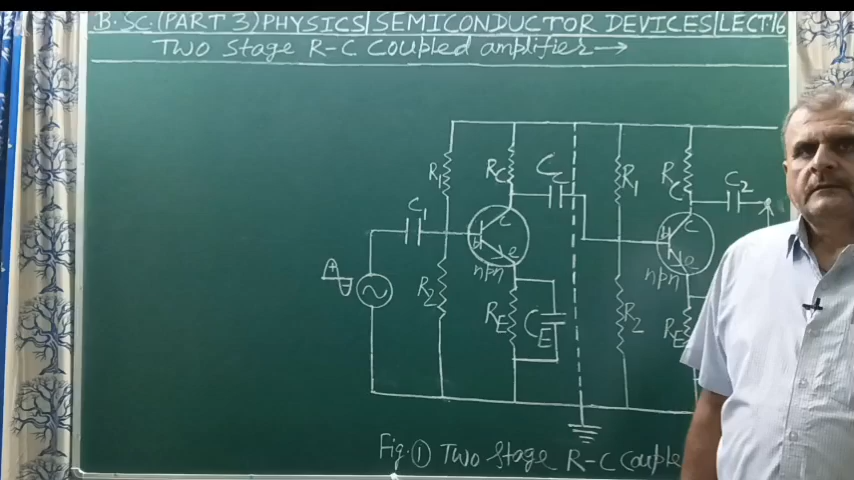 B.SC.(PART 3)PHYSICS|SEMICONDUCTOR DEVICES|LECT.16
Two Stage R-C Coupled amplifier→
R1 RC CC R1 RC C2
C1
C C
b b
e e
npn npn
R2 RE CE R2 RE
Fig.① Two Stage R-C Couple